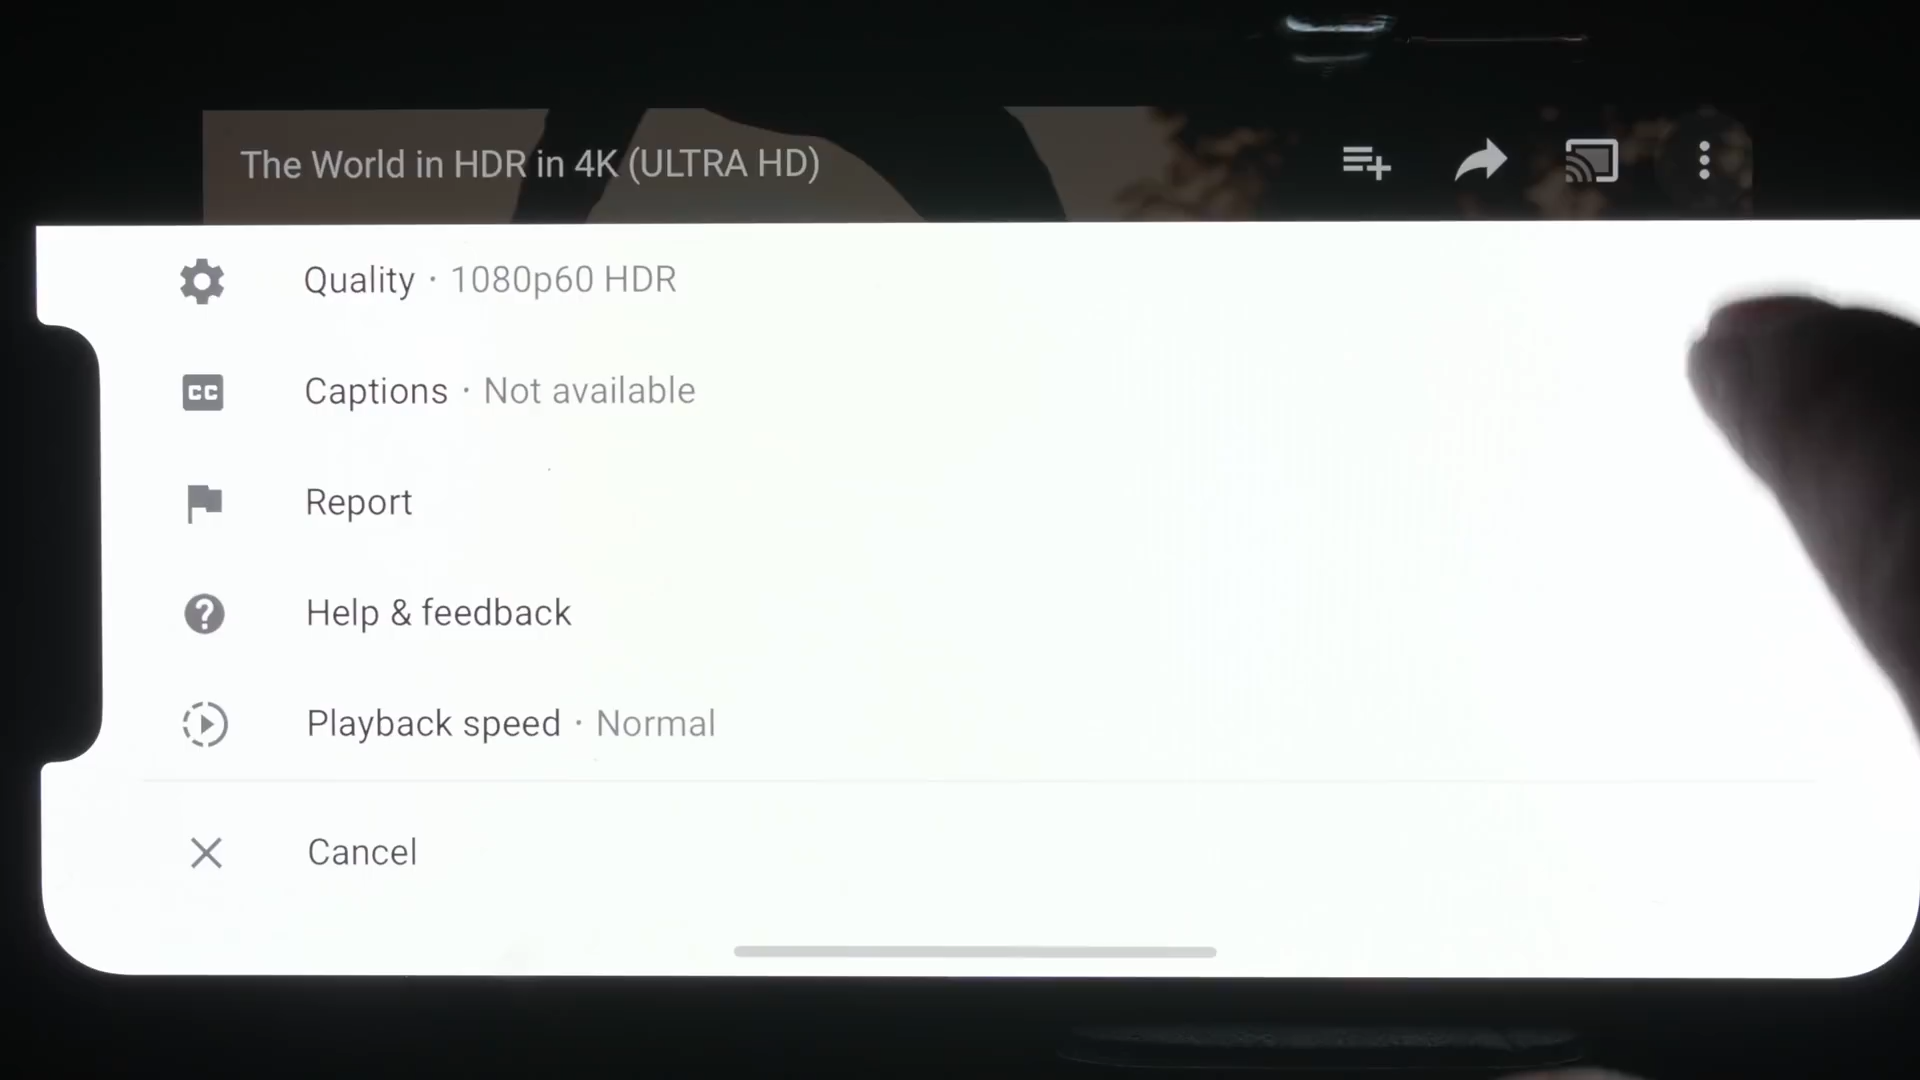 The World in HDR in 4K (ULTRA HD)
Quality · 1080p60 HDR
CC Captions · Not available
Report
Help & feedback
Playback speed · Normal
Cancel